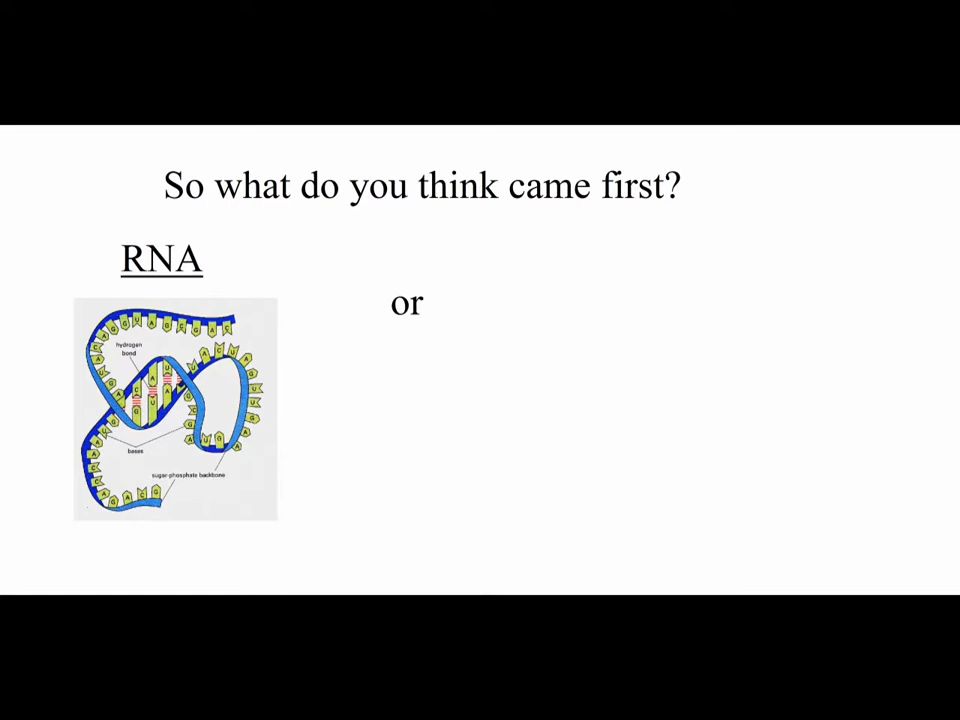 So what do you think came first?
RNA
or
hydrogen
bond
bases
sugar-phosphate backbone